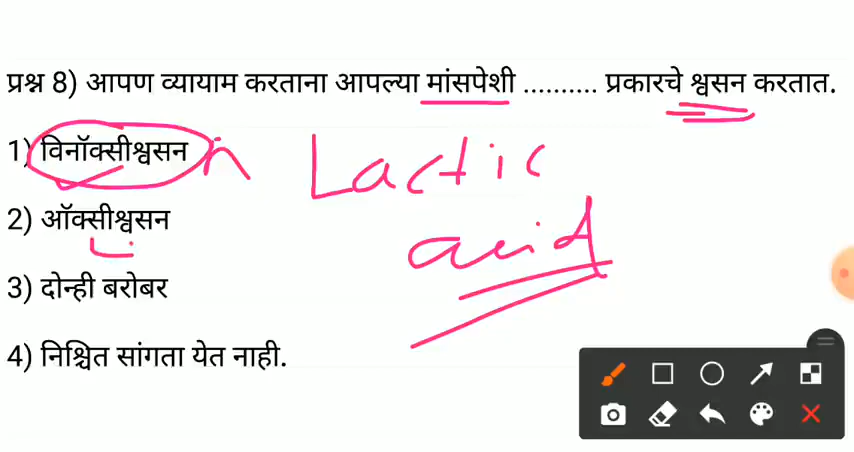 प्रश्न 8) आपण व्यायाम करताना आपल्या मांसपेशी .......... प्रकारचे श्वसन करतात.
1) विनॉक्सीश्वसन
Lactic
acid
2) ऑक्सीश्वसन
3) दोन्ही बरोबर
4) निश्चित सांगता येत नाही.